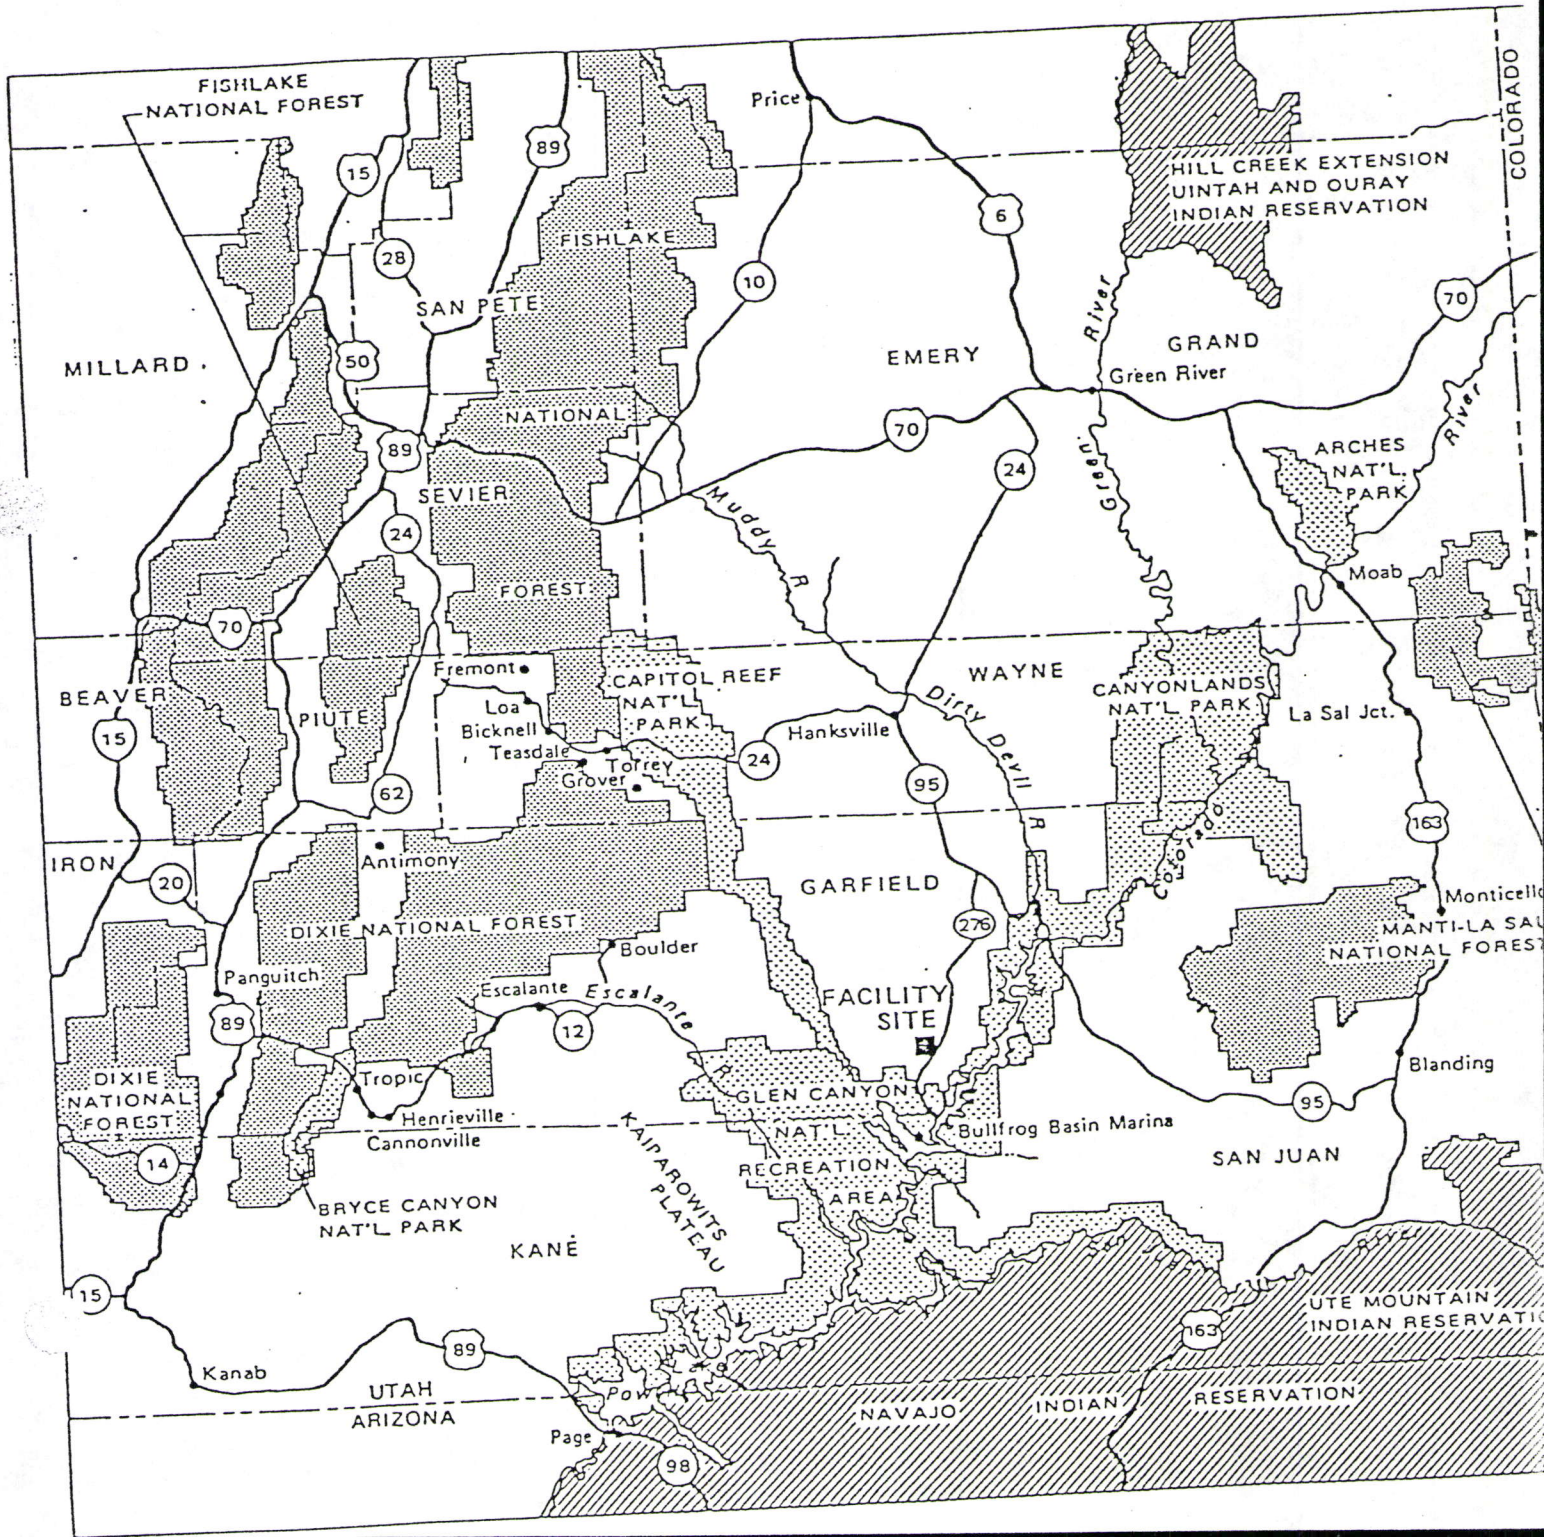 FISHLAKE
NATIONAL FOREST
COLORADO
Price
89
15
HILL CREEK EXTENSION
UINTAH AND OURAY
INDIAN RESERVATION
6
28
FISHLAKE
10
SAN PETE
River
70
MILLARD
50
EMERY
GRAND
Green River
NATIONAL
River
70
89
ARCHES
NAT'L.
PARK
24
SEVIER
Green
Muddy
R
24
FOREST
Moab
70
Fremont
CAPITOL REEF
NAT'L
PARK
WAYNE
CANYONLANDS
NAT'L PARK
BEAVER
PIUTE
Loa
Bicknell
Teasdale
Torrey
Grover
Hanksville
Dirty Devil
R
La Sal Jct.
15
24
95
62
163
Colorado
IRON
Antimony
20
GARFIELD
276
Monticello
MANTI-LA SAL
NATIONAL FOREST
DIXIE NATIONAL FOREST
Boulder
Panguitch
Escalante
Escalante
R
FACILITY
SITE
89
12
DIXIE
NATIONAL
FOREST
Tropic
GLEN CANYON
NAT'L
RECREATION
AREA
Blanding
95
Henrieville
Cannonville
KAIPAROWITS
PLATEAU
Bullfrog Basin Marina
SAN JUAN
14
BRYCE CANYON
NAT'L PARK
KANE
River
15
UTE MOUNTAIN
INDIAN RESERVATI
163
89
Kanab
UTAH
ARIZONA
NAVAJO
INDIAN
RESERVATION
Page
98